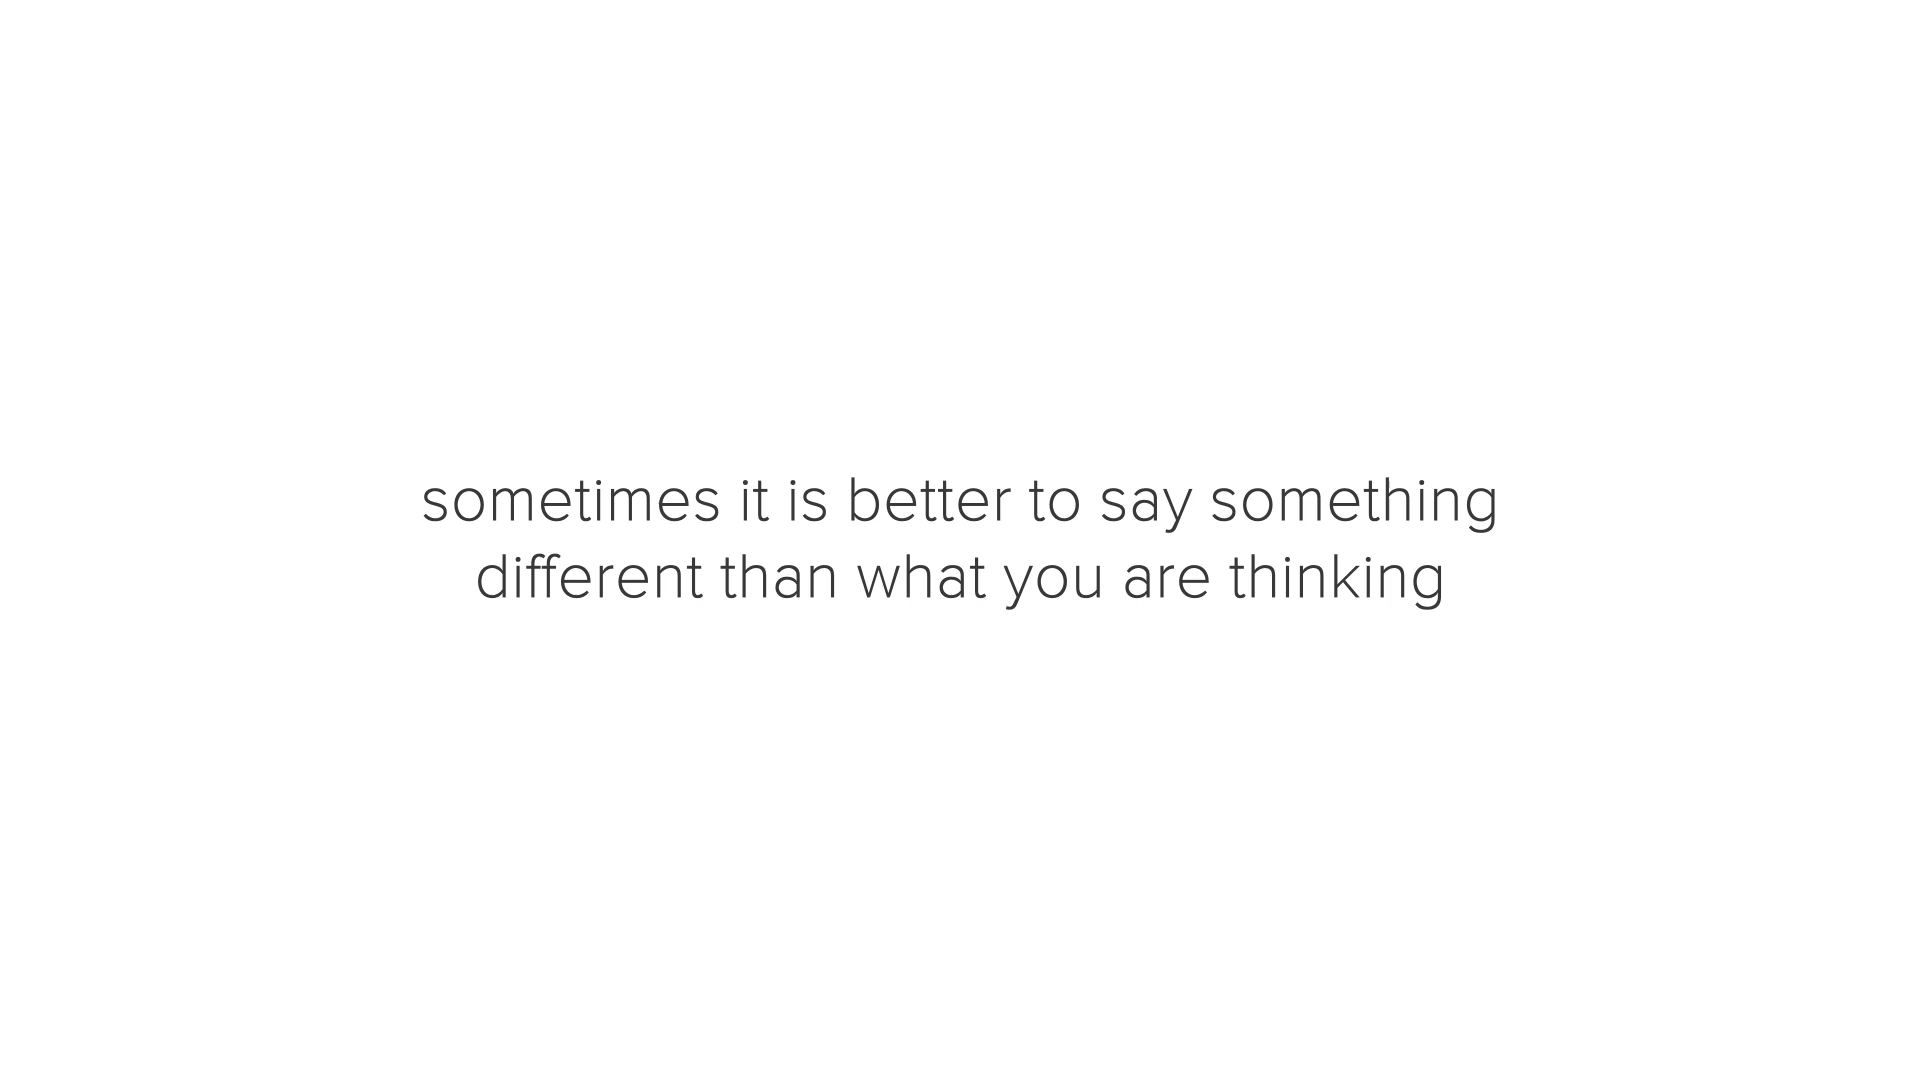 sometimes it is better to say something
different than what you are thinking